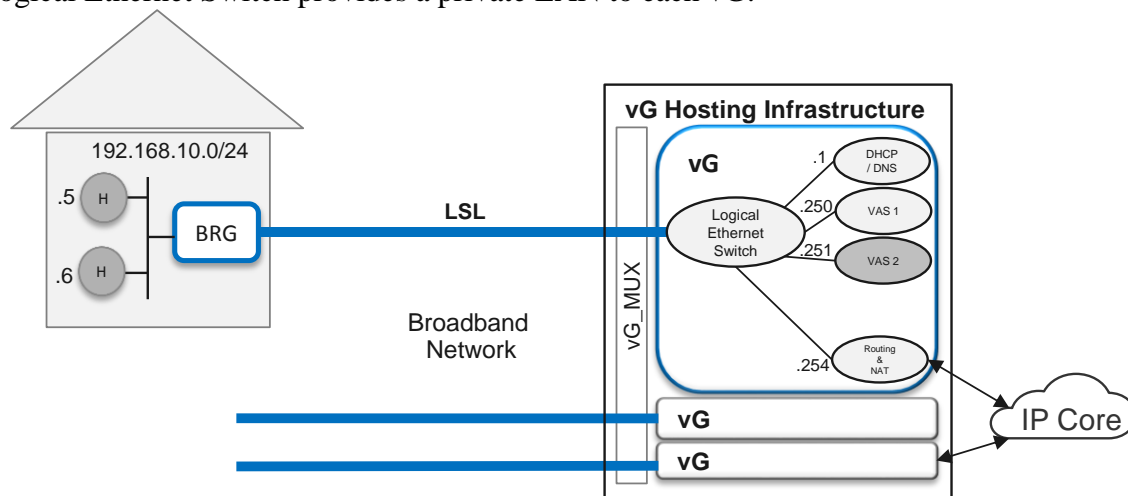 ogical Ethernet Switch provides a private LAN to each vG.
vG Hosting Infrastructure
192.168.10.0/24
.5
H
BRG
.6
H
LSL
Broadband
Network
vG_MUX
vG
Logical
Ethernet
Switch
.1
DHCP
/ DNS
.250
VAS 1
.251
VAS 2
.254
Routing
&
NAT
vG
vG
IP Core